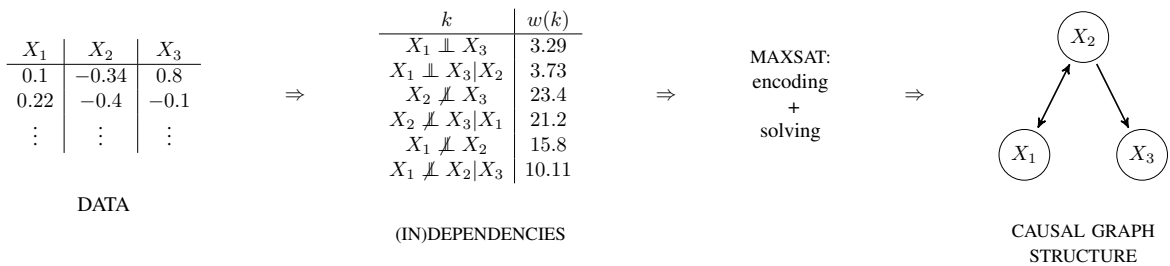 X₁ X₂ X₃
0.1 −0.34 0.8
0.22 −0.4 −0.1
⋮ ⋮ ⋮
DATA
⇒
k w(k)
X₁ ⊥⊥ X₃ 3.29
X₁ ⊥⊥ X₃|X₂ 3.73
X₂ ⊥̸⊥ X₃ 23.4
X₂ ⊥̸⊥ X₃|X₁ 21.2
X₁ ⊥̸⊥ X₂ 15.8
X₁ ⊥̸⊥ X₂|X₃ 10.11
(IN)DEPENDENCIES
⇒
MAXSAT:
encoding
+
solving
⇒
X₂
X₁ X₃
CAUSAL GRAPH
STRUCTURE